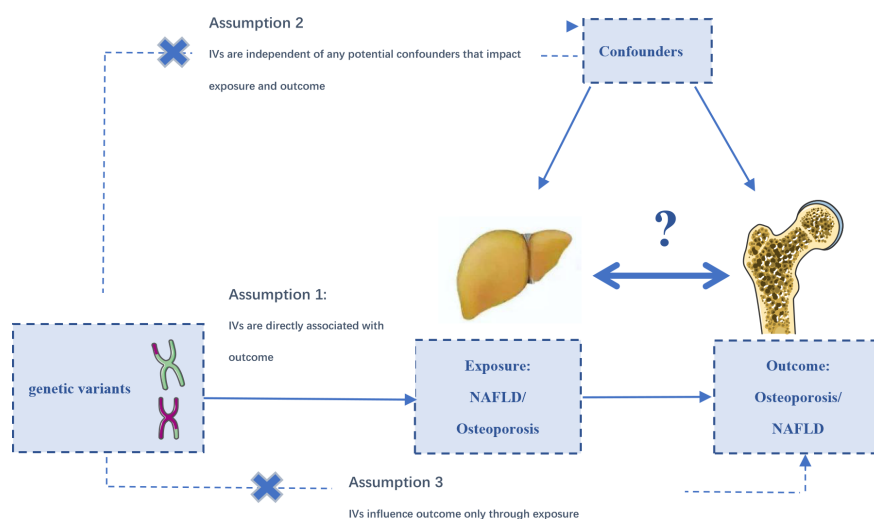 Assumption 2
IVs are independent of any potential confounders that impact
exposure and outcome
Confounders
?
Assumption 1:
IVs are directly associated with
outcome
genetic variants
Exposure:
NAFLD/
Osteoporosis
Outcome:
Osteoporosis/
NAFLD
Assumption 3
IVs influence outcome only through exposure